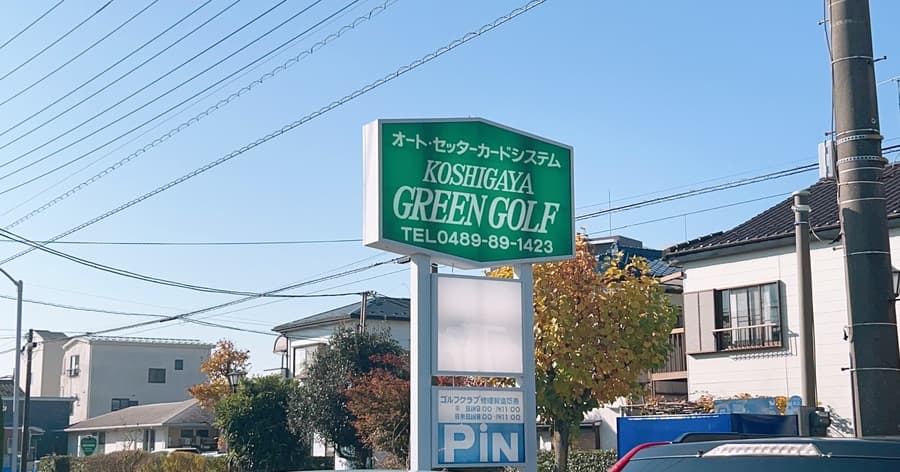 オート・セッターカードシステム
KOSHIGAYA
GREEN GOLF
TEL0489-89-1423
ゴルフクラブ
PiN